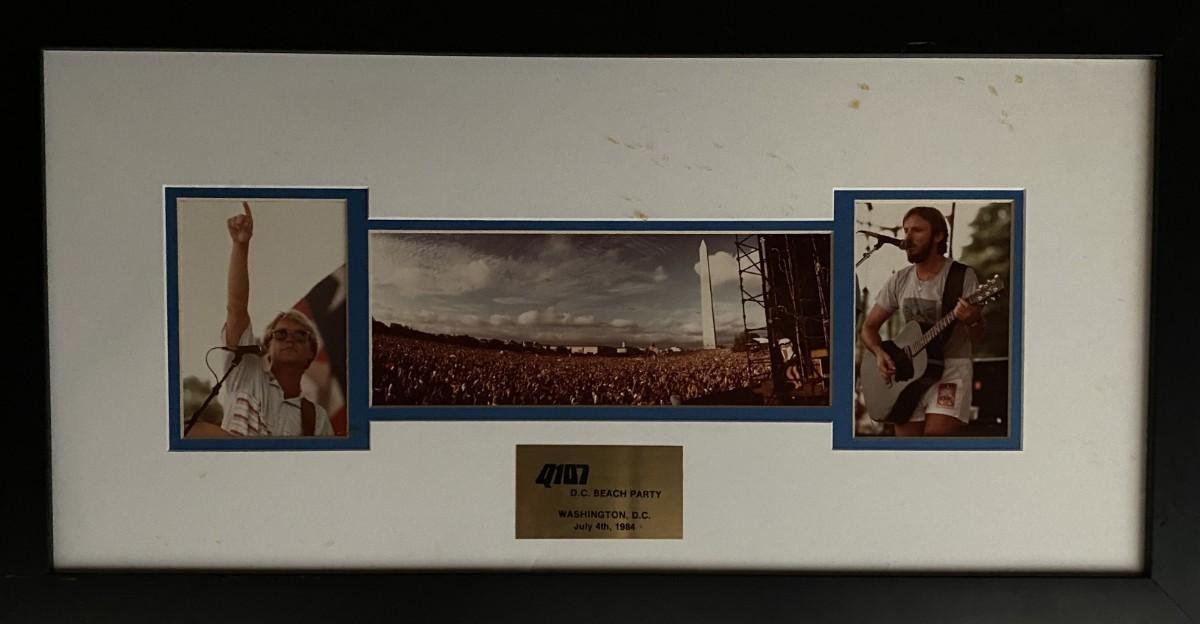 Q107
D.C. BEACH PARTY
WASHINGTON, D.C.
July 4th, 1984